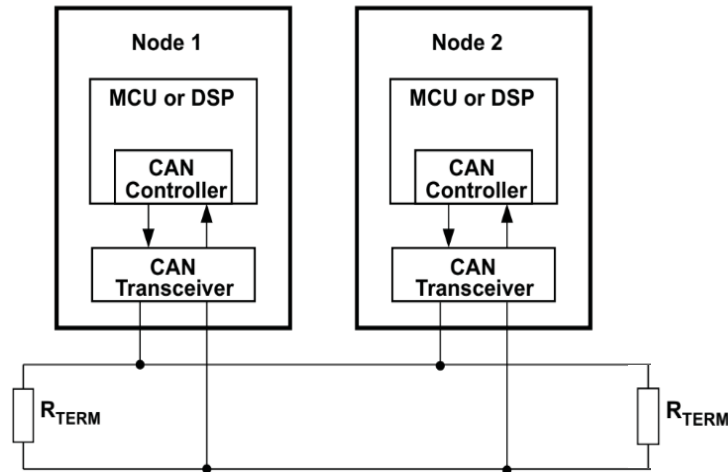 Node 1
MCU or DSP
CAN
Controller
CAN
Transceiver
Node 2
MCU or DSP
CAN
Controller
CAN
Transceiver
RTERM
RTERM